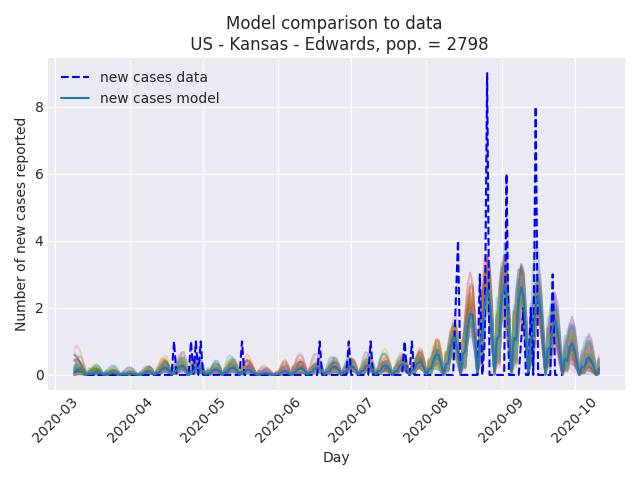 Model comparison to data
US - Kansas - Edwards, pop. = 2798
new cases data
new cases model
Number of new cases reported
8
6
4
2
0
2020-03
2020-04
2020-05
2020-06
2020-07
2020-08
2020-09
2020-10
Day